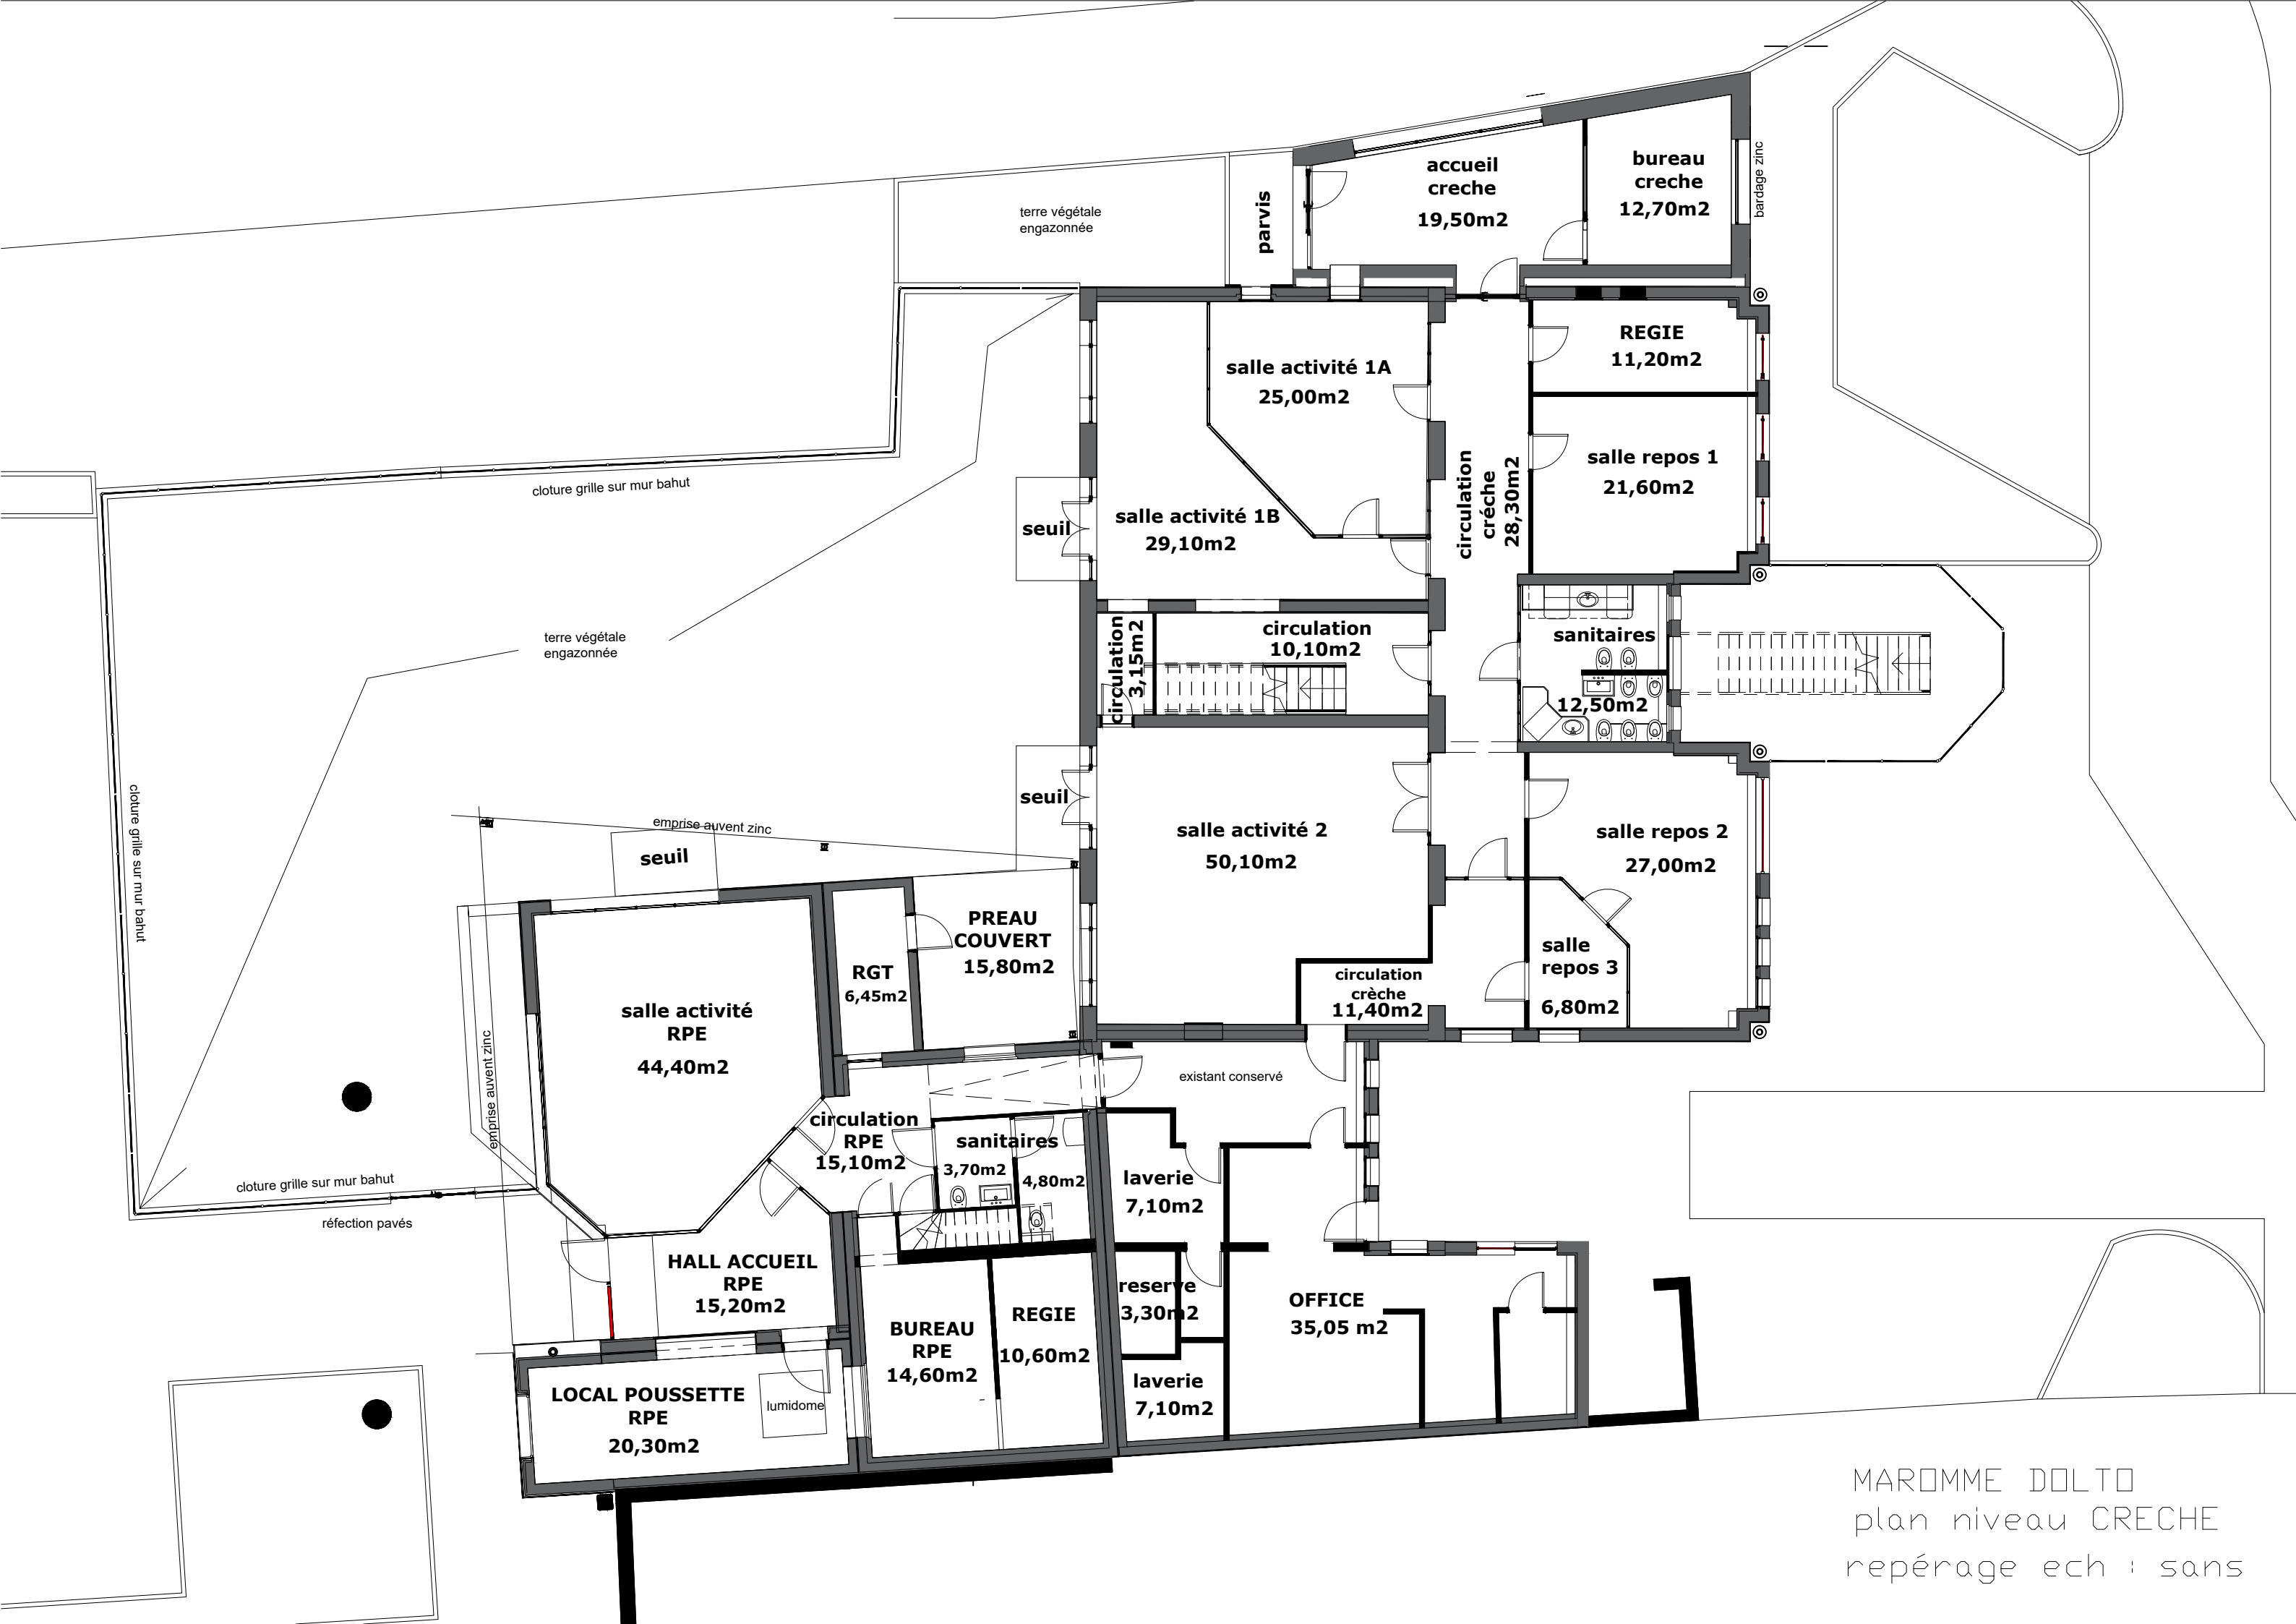 bardage zinc
accueil
creche
19,50m2
bureau
creche
12,70m2
terre végétale
engazonnée
parvis
REGIE
11,20m2
salle activité 1A
25,00m2
circulation
créche
28,30m2
salle repos 1
21,60m2
cloture grille sur mur bahut
seuil
salle activité 1B
29,10m2
terre végétale
engazonnée
circulation
3,15m2
circulation
10,10m2
sanitaires
12,50m2
seuil
emprise auvent zinc
seuil
salle activité 2
50,10m2
salle repos 2
27,00m2
cloture grille sur mur bahut
PREAU
COUVERT
15,80m2
RGT
6,45m2
salle
repos 3
6,80m2
circulation
crèche
11,40m2
salle activité
RPE
44,40m2
emprise auvent zinc
existant conservé
circulation
RPE
15,10m2
sanitaires
3,70m2
4,80m2
laverie
7,10m2
cloture grille sur mur bahut
réfection pavés
HALL ACCUEIL
RPE
15,20m2
reserve
3,30m2
OFFICE
35,05 m2
BUREAU
RPE
14,60m2
REGIE
10,60m2
LOCAL POUSSETTE
RPE
20,30m2
lumidome
laverie
7,10m2
MAROMME DOLTO
plan niveau CRECHE
repérage ech : sans